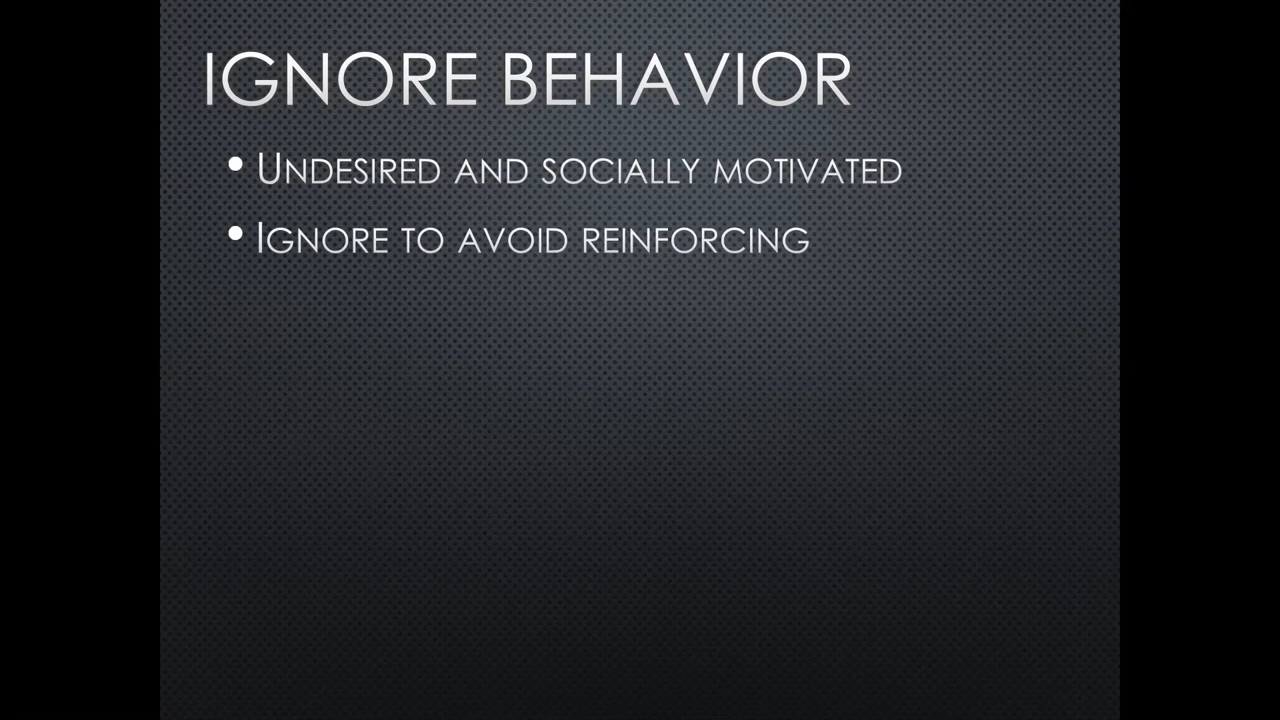 IGNORE BEHAVIOR
• UNDESIRED AND SOCIALLY MOTIVATED
• IGNORE TO AVOID REINFORCING